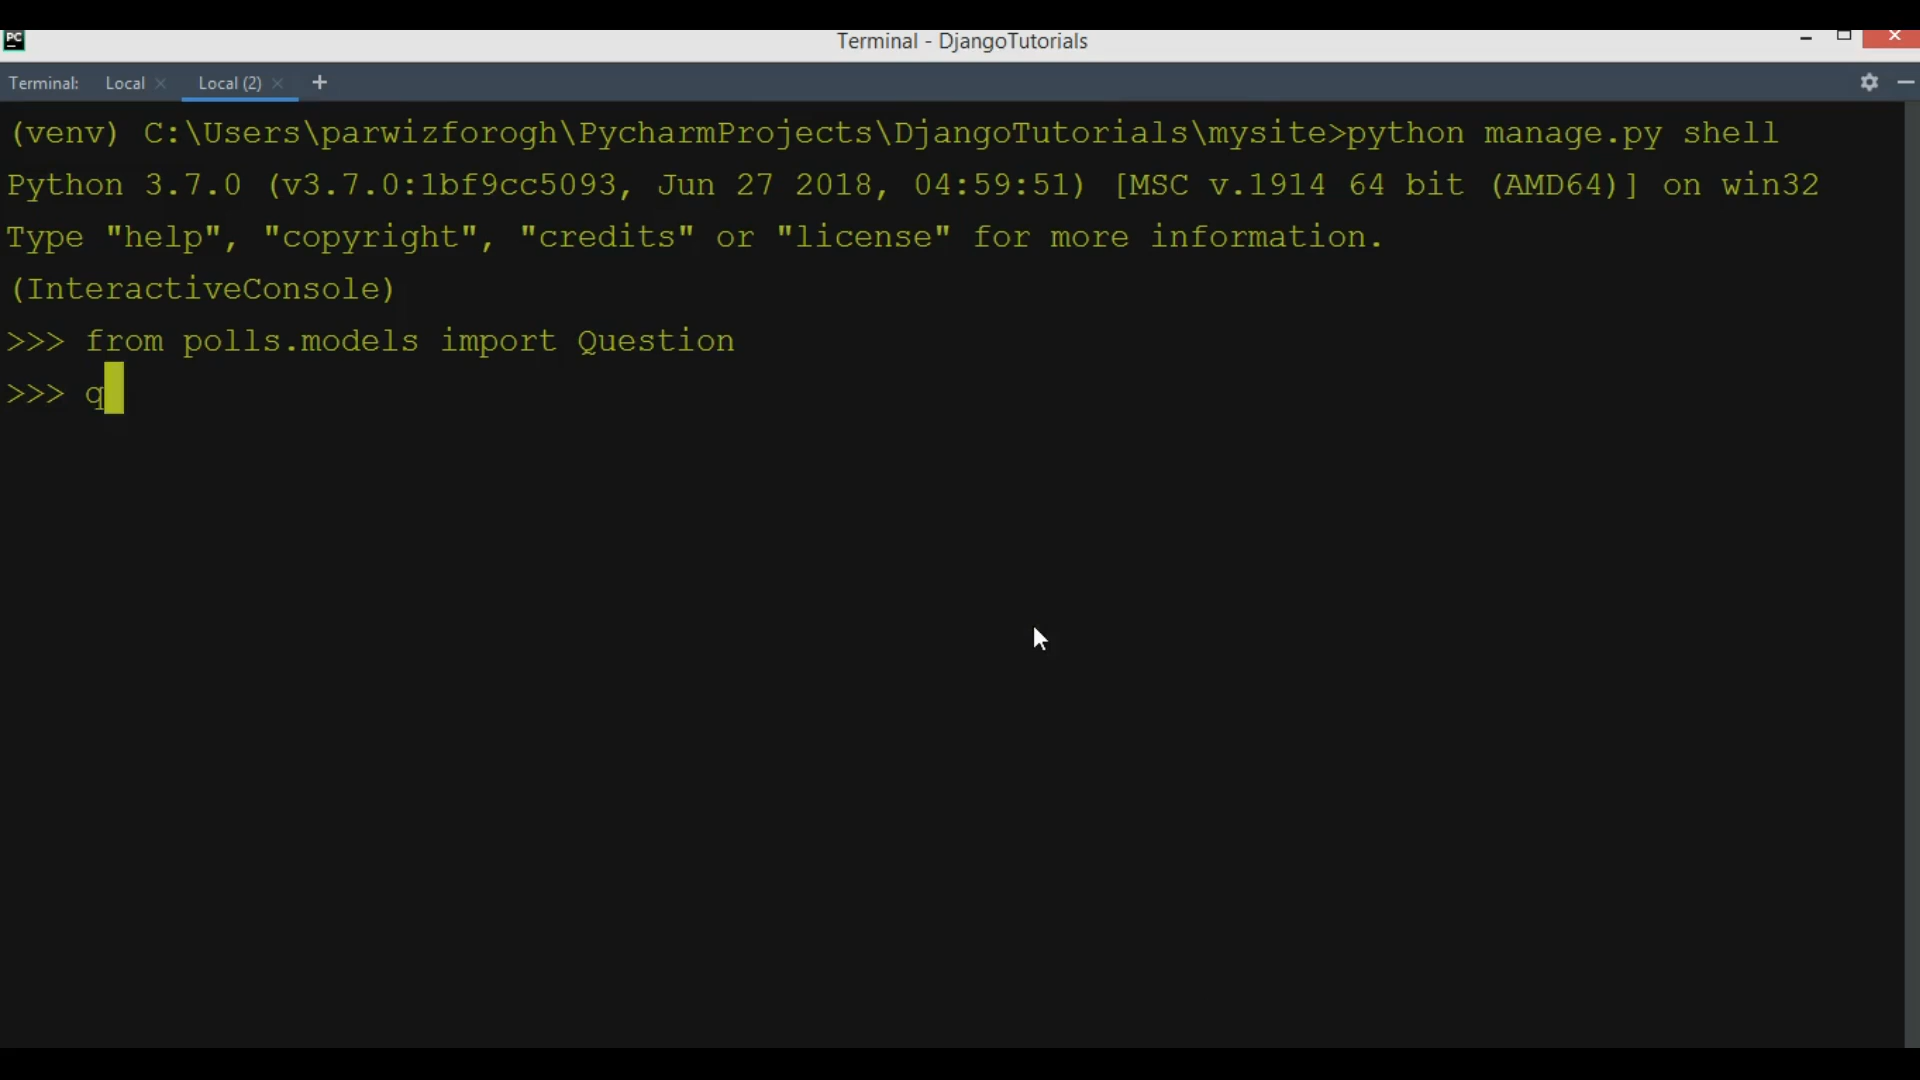 PC
Terminal - DjangoTutorials
Terminal: Local Local (2)
(venv) C:\Users\parwizforogh\PycharmProjects\DjangoTutorials\mysite>python manage.py shell
Python 3.7.0 (v3.7.0:1bf9cc5093, Jun 27 2018, 04:59:51) [MSC v.1914 64 bit (AMD64)] on win32
Type "help", "copyright", "credits" or "license" for more information.
(InteractiveConsole)
>>> from polls.models import Question
>>> q